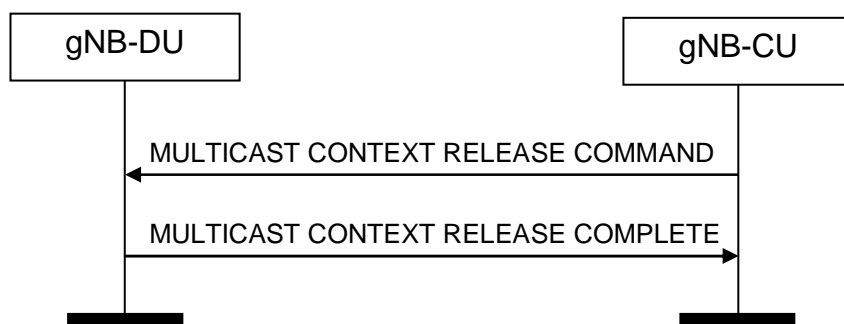 gNB-DU
gNB-CU
MULTICAST CONTEXT RELEASE COMMAND
MULTICAST CONTEXT RELEASE COMPLETE